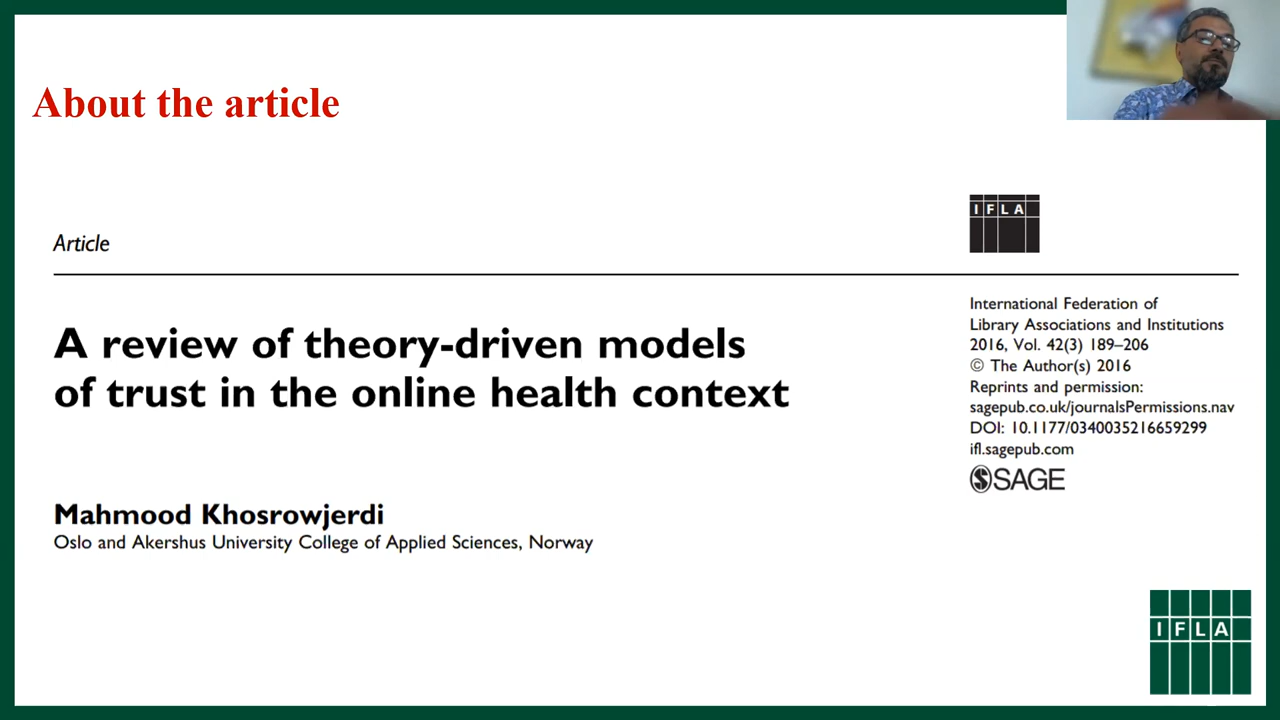 About the article
Article
IFLA
A review of theory-driven models
of trust in the online health context
International Federation of
Library Associations and Institutions
2016, Vol. 42(3) 189–206
© The Author(s) 2016
Reprints and permission:
sagepub.co.uk/journalsPermissions.nav
DOI: 10.1177/0340035216659299
ifl.sagepub.com
SAGE
Mahmood Khosrowjerdi
Oslo and Akershus University College of Applied Sciences, Norway
IFLA